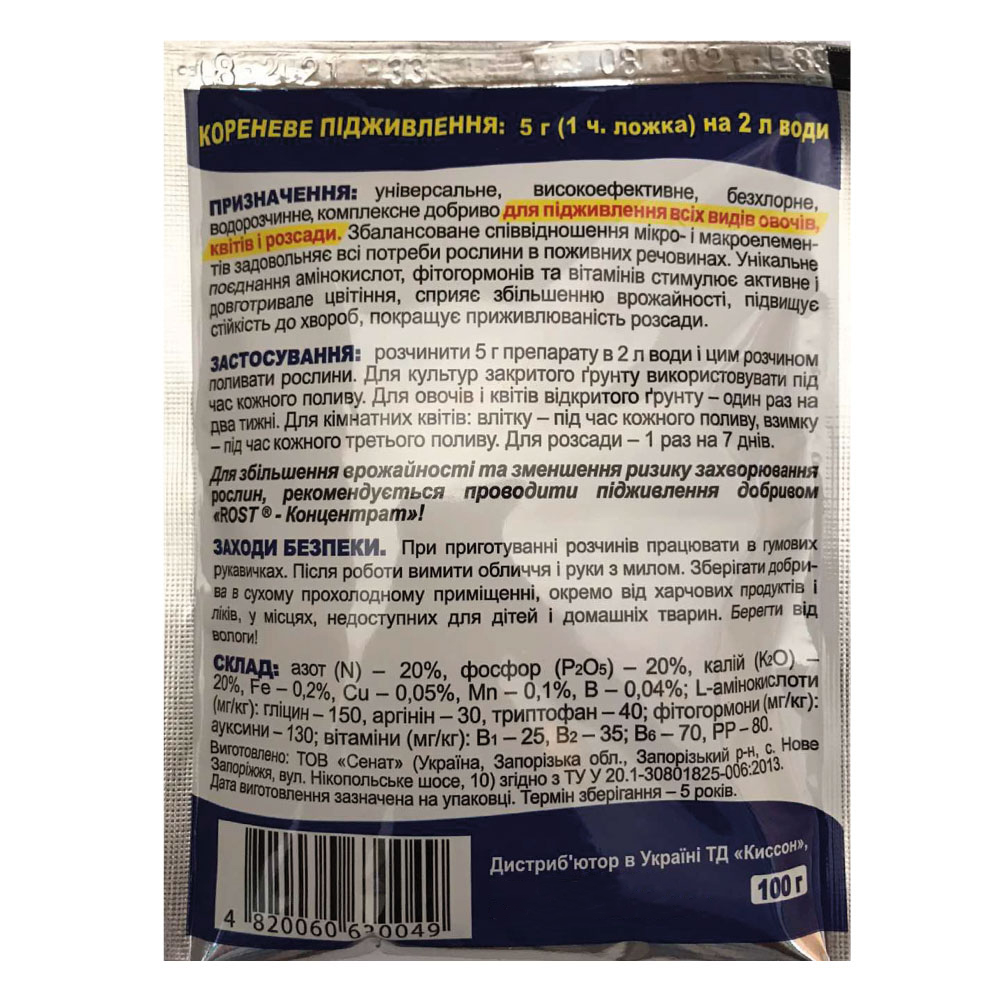 08 2021 33 08 2021 33
КОРЕНЕВЕ ПІДЖИВЛЕННЯ: 5 г (1 ч. ложка) на 2 л води
ПРИЗНАЧЕННЯ: універсальне, високоефективне, безхлорне,
водорозчинне, комплексне добриво для підживлення всіх видів овочів,
квітів і розсади. Збалансоване співвідношення мікро- і макроелемен-
тів задовольняє всі потреби рослини в поживних речовинах. Унікальне
поєднання амінокислот, фітогормонів та вітамінів стимулює активне і
довготривале цвітіння, сприяє збільшенню врожайності, підвищує
стійкість до хвороб, покращує приживлюваність розсади.
ЗАСТОСУВАННЯ: розчинити 5 г препарату в 2 л води і цим розчином
поливати рослини. Для культур закритого ґрунту використовувати під
час кожного поливу. Для овочів і квітів відкритого ґрунту – один раз на
два тижні. Для кімнатних квітів: влітку – під час кожного поливу, взимку
– під час кожного третього поливу. Для розсади – 1 раз на 7 днів.
Для збільшення врожайності та зменшення ризику захворювання
рослин, рекомендується проводити підживлення добривом
«ROST ® - Концентрат»!
ЗАХОДИ БЕЗПЕКИ. При приготуванні розчинів працювати в гумових
рукавичках. Після роботи вимити обличчя і руки з милом. Зберігати добри-
ва в сухому прохолодному приміщенні, окремо від харчових продуктів і
ліків, у місцях, недоступних для дітей і домашніх тварин. Берегти від
вологи!
СКЛАД: азот (N) – 20%, фосфор (P2O5) – 20%, калій (K2O) –
20%, Fe – 0,2%, Cu – 0,05%, Mn – 0,1%, B – 0,04%; L-амінокислоти
(мг/кг): гліцин – 150, аргінін – 30, триптофан – 40; фітогормони (мг/кг):
ауксини – 130; вітаміни (мг/кг): B1 – 25, B2 – 35; B6 – 70, PP – 80.
Виготовлено: ТОВ «Сенат» (Україна, Запорізька обл., Запорізький р-н, с. Нове
Запоріжжя, вул. Нікопольське шосе, 10) згідно з ТУ У 20.1-30801825-006:2013.
Дата виготовлення зазначена на упаковці. Термін зберігання – 5 років.
Дистриб'ютор в Україні ТД «Киссон»,
100 г
4 820060 630049